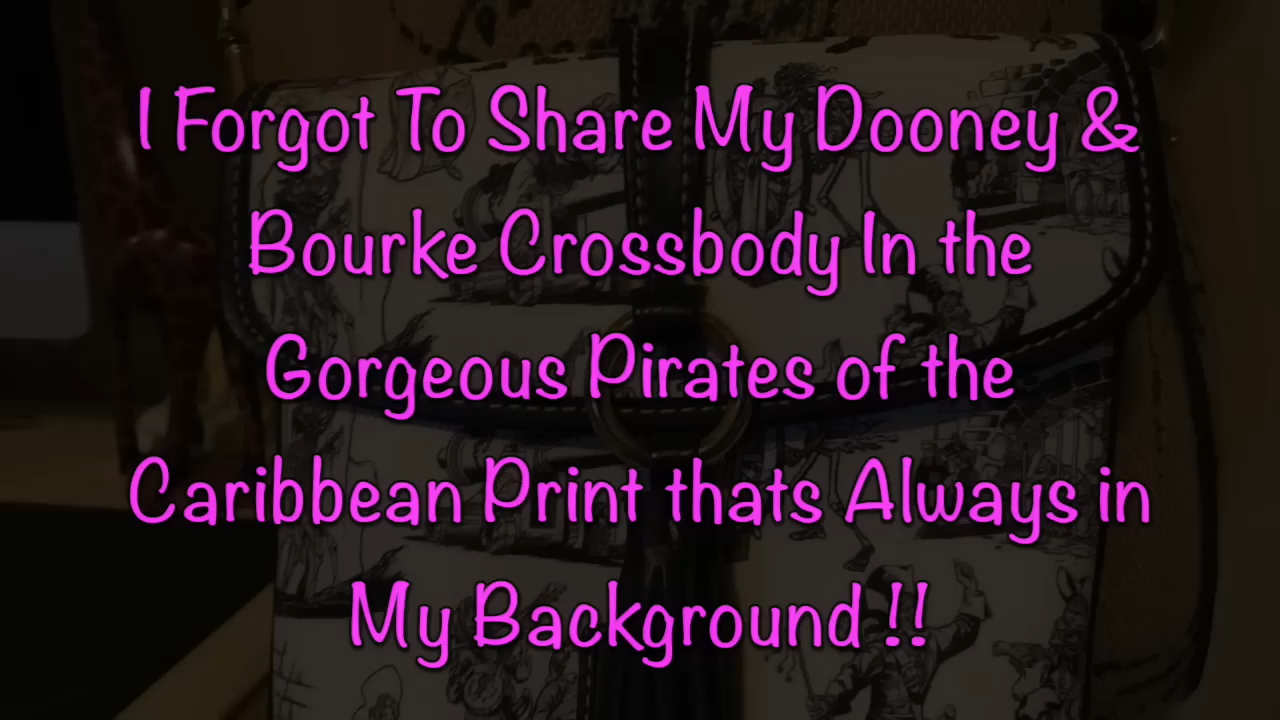 I Forgot To Share My Dooney &
Bourke Crossbody In the
Gorgeous Pirates of the
Caribbean Print thats Always in
My Background !!